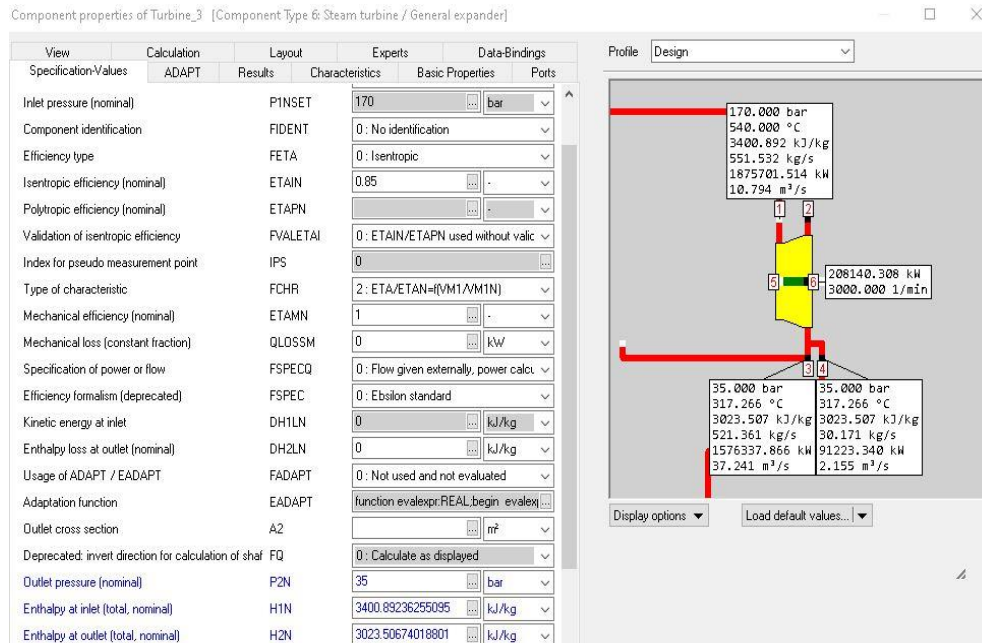 Component properties of Turbine_3 [Component Type 6: Steam turbine / General expander]
View Calculation Layout Experts Data-Bindings
Specification-Values ADAPT Results Characteristics Basic Properties Ports
Inlet pressure (nominal) P1NSET 170 ... bar
Component identification FIDENT 0 : No identification
Efficiency type FETA 0 : Isentropic
Isentropic efficiency (nominal) ETAIN 0.85 ... -
Polytropic efficiency (nominal) ETAPN ... -
Validation of isentropic efficiency FVALETAI 0 : ETAIN/ETAPN used without valic
Index for pseudo measurement point IPS 0 ...
Type of characteristic FCHR 2 : ETA/ETAN=f(VM1/VM1N)
Mechanical efficiency (nominal) ETAMN 1 ... -
Mechanical loss (constant fraction) QLOSSM 0 ... kW
Specification of power or flow FSPECQ 0 : Flow given externally, power calcu
Efficiency formalism (deprecated) FSPEC 0 : Ebsilon standard
Kinetic energy at inlet DH1LN 0 ... kJ/kg
Enthalpy loss at outlet (nominal) DH2LN 0 ... kJ/kg
Usage of ADAPT / EADAPT FADAPT 0 : Not used and not evaluated
Adaptation function EADAPT function evalexpr:REAL;begin evalexp ...
Outlet cross section A2 ... m²
Deprecated: invert direction for calculation of shaf FQ 0 : Calculate as displayed
Outlet pressure (nominal) P2N 35 ... bar
Enthalpy at inlet (total, nominal) H1N 3400.89236255095 ... kJ/kg
Enthalpy at outlet (total, nominal) H2N 3023.50674018801 ... kJ/kg
Profile Design
170.000 bar
540.000 °C
3400.892 kJ/kg
551.532 kg/s
1875701.514 kW
10.794 m³/s
1 2
5 6
208140.308 kW
3000.000 1/min
3 4
35.000 bar
317.266 °C
3023.507 kJ/kg
521.361 kg/s
1576337.866 kW
37.241 m³/s
35.000 bar
317.266 °C
3023.507 kJ/kg
30.171 kg/s
91223.340 kW
2.155 m³/s
Display options Load default values...